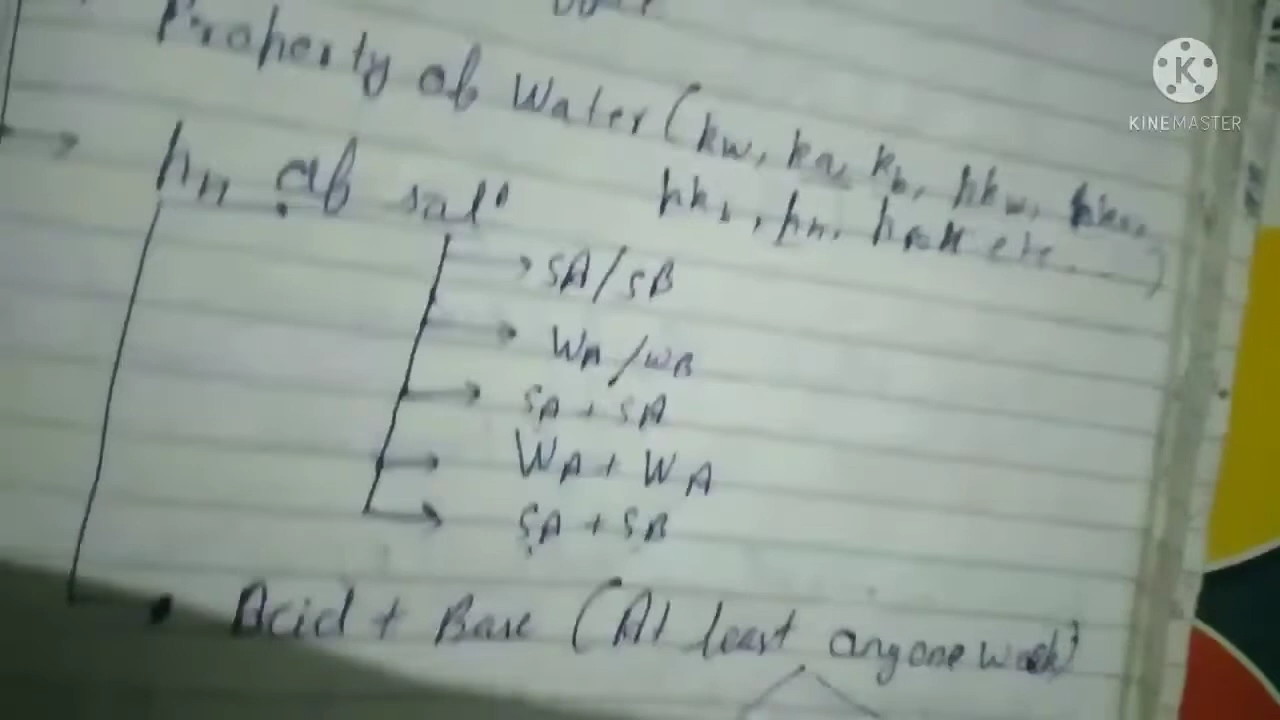 Property of Water (kw, ka, kb, pkw, pka,
pkb, pH, pOH etc.)
pH of salt
SA/SB
WA/WB
SA + SA
WA + WA
SA + SB
Acid + Base (At least anyone weak)
KINEMASTER